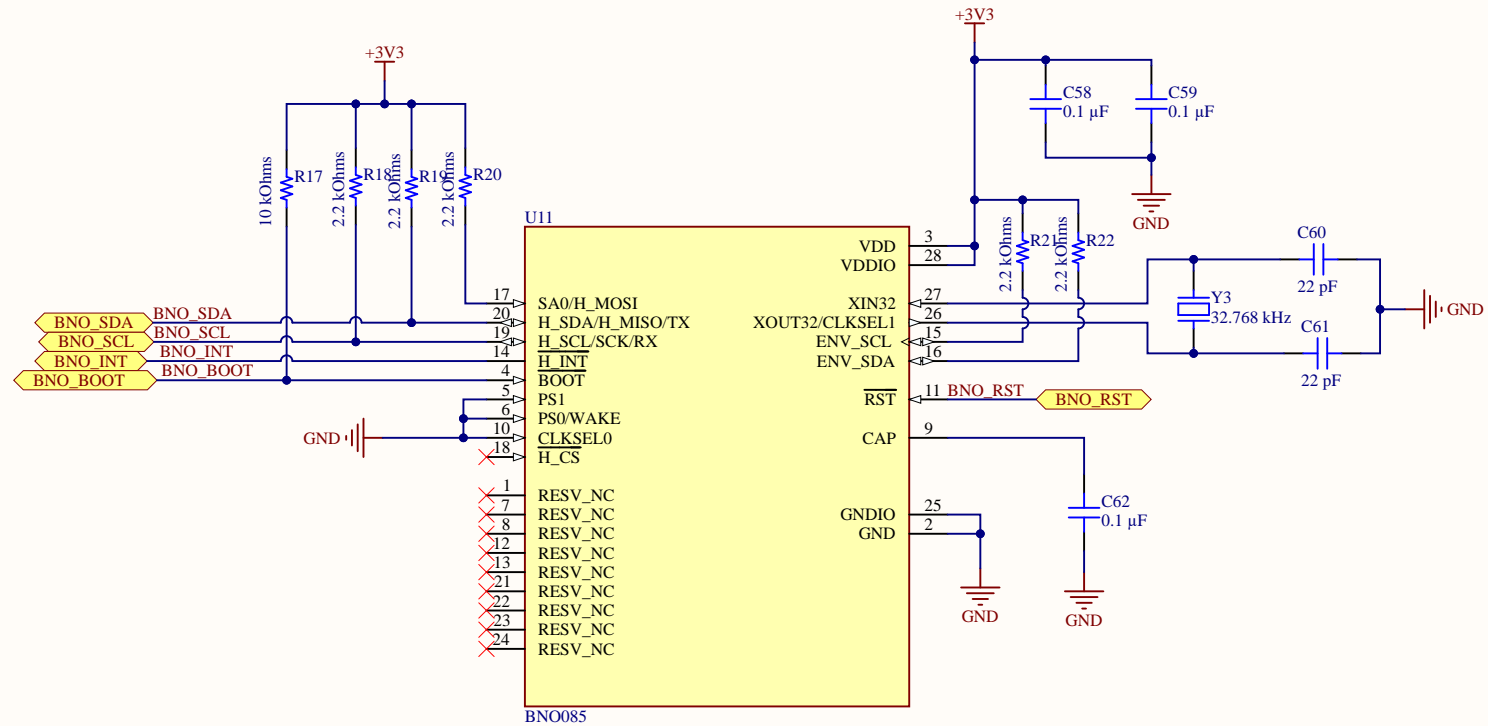 +3V3
+3V3
C58
0.1 µF
C59
0.1 µF
GND
10 kOhms
R17
2.2 kOhms
R18
2.2 kOhms
R19
2.2 kOhms
R20
U11
2.2 kOhms
R21
2.2 kOhms
R22
C60
22 pF
Y3
32.768 kHz
C61
22 pF
GND
BNO_SDA BNO_SDA
BNO_SCL BNO_SCL
BNO_INT BNO_INT
BNO_BOOT BNO_BOOT
17 SA0/H_MOSI
20 H_SDA/H_MISO/TX
19 H_SCL/SCK/RX
14 H_INT
4 BOOT
5 PS1
6 PS0/WAKE
10 CLKSEL0
18 H_CS
GND
1 RESV_NC
7 RESV_NC
8 RESV_NC
12 RESV_NC
13 RESV_NC
21 RESV_NC
22 RESV_NC
23 RESV_NC
24 RESV_NC
VDD 3
VDDIO 28
XIN32 27
XOUT32/CLKSEL1 26
ENV_SCL 15
ENV_SDA 16
RST 11 BNO_RST BNO_RST
CAP 9
GNDIO 25
GND 2
C62
0.1 µF
GND
GND
BNO085